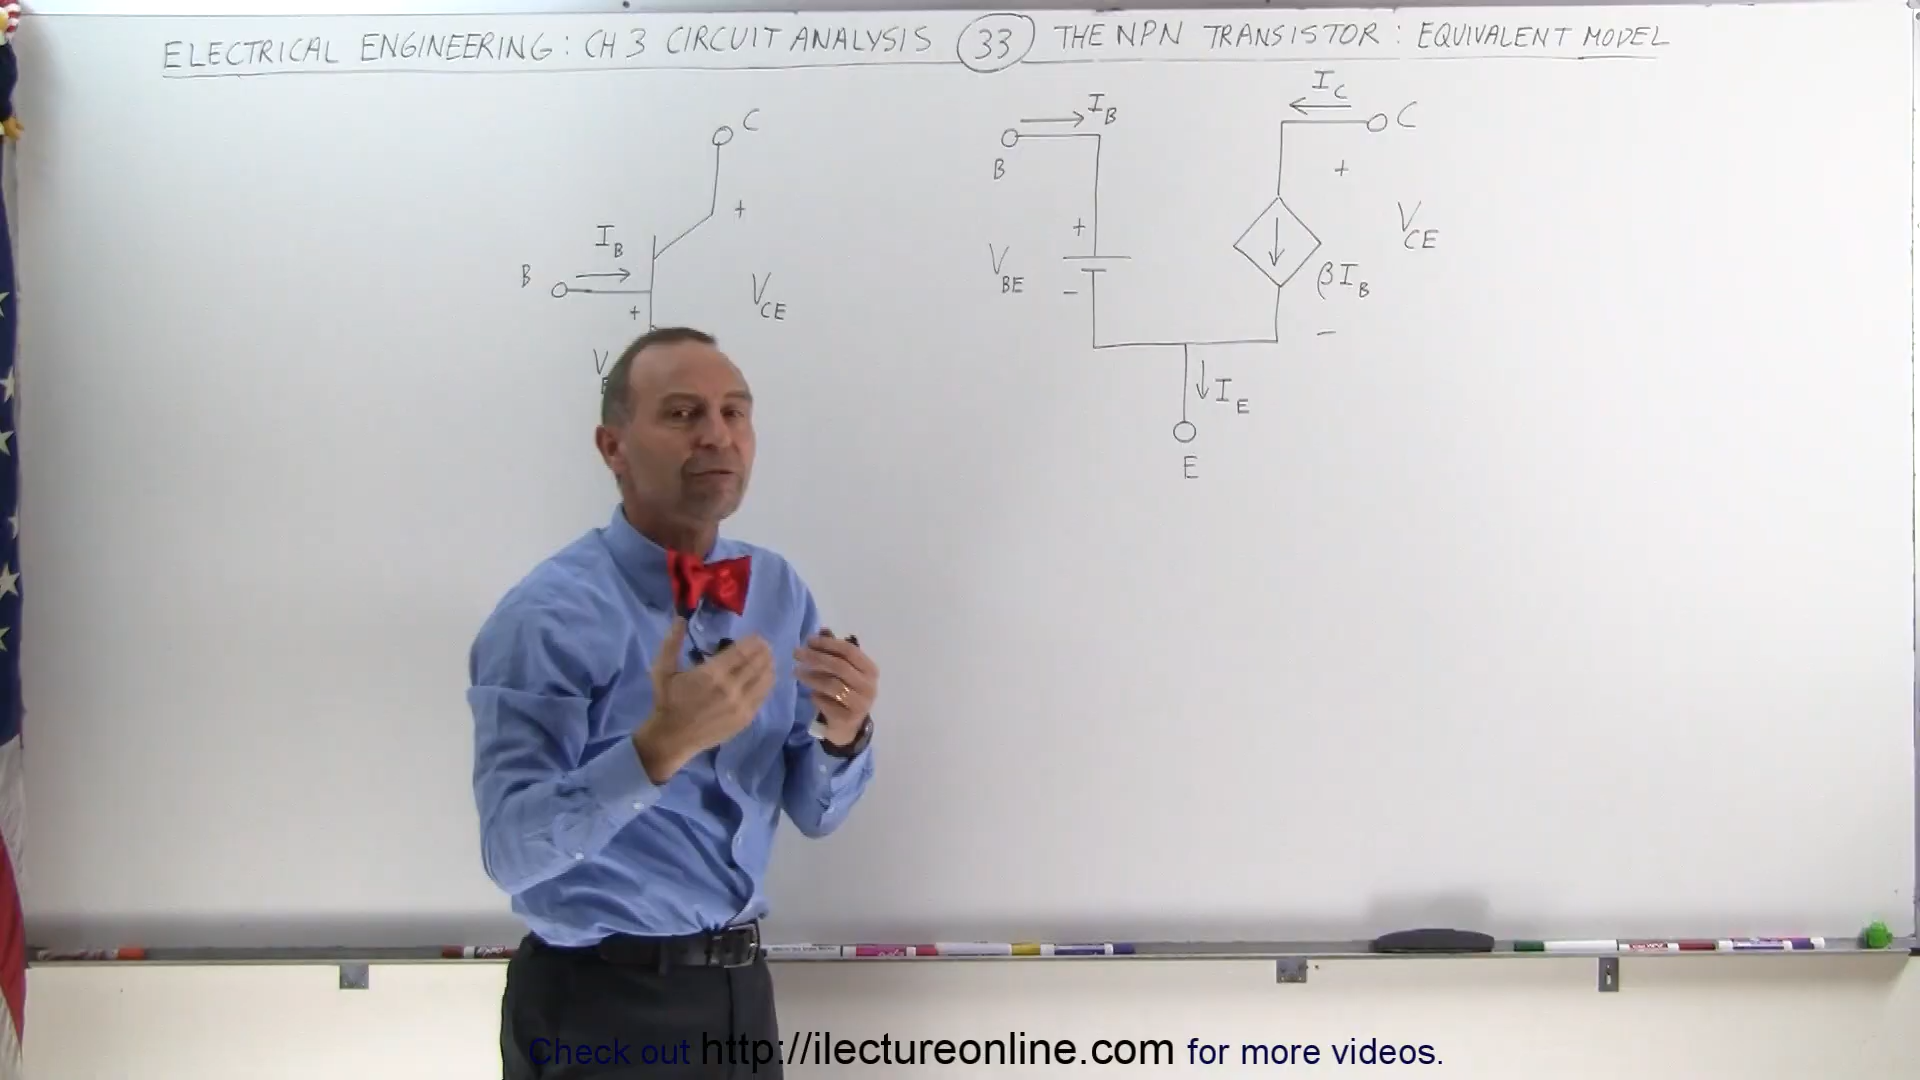 ELECTRICAL ENGINEERING: CH 3 CIRCUIT ANALYSIS 33 THE NPN TRANSISTOR: EQUIVALENT MODEL
C
+
I_B
B
+
V_CE
V
I_B
B
+
V_BE
-
I_C
C
+
V_CE
βI_B
-
I_E
E
EXPO
Check out http://ilectureonline.com for more videos.